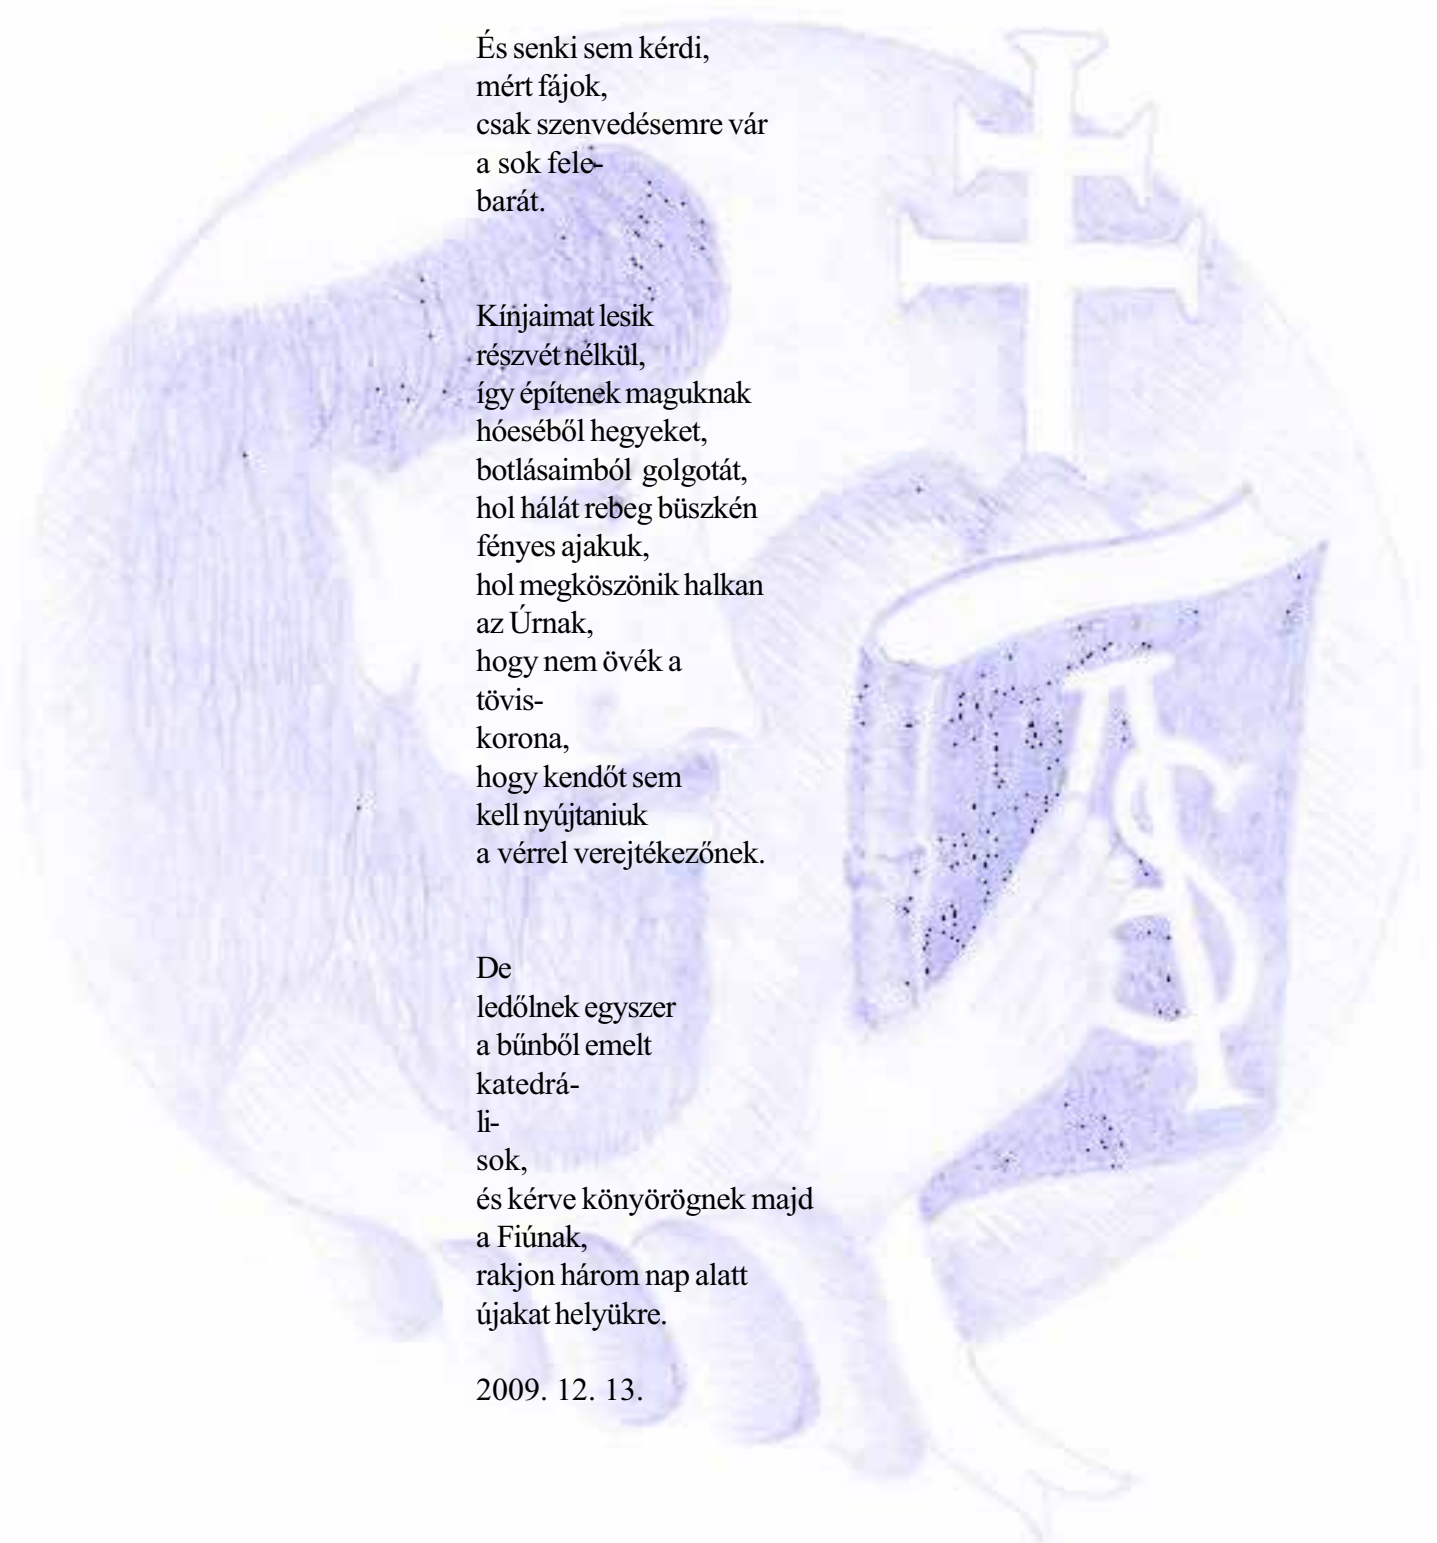 És senki sem kérdi,
mért fájok,
csak szenvedésemre vár
a sok fele-
barát.
Kínjaimat lesik
részvét nélkül,
így építenek maguknak
hóeséből hegyeket,
botlásaimból golgotát,
hol hálát rebeg büszkén
fényes ajakuk,
hol megköszönik halkan
az Úrnak,
hogy nem övék a
tövis-
korona,
hogy kendőt sem
kell nyújtaniuk
a vérrel verejtékezőnek.
De
ledőlnek egyszer
a bűnből emelt
katedrá-
li-
sok,
és kérve könyörögnek majd
a Fiúnak,
rakjon három nap alatt
újakat helyükre.
2009. 12. 13.